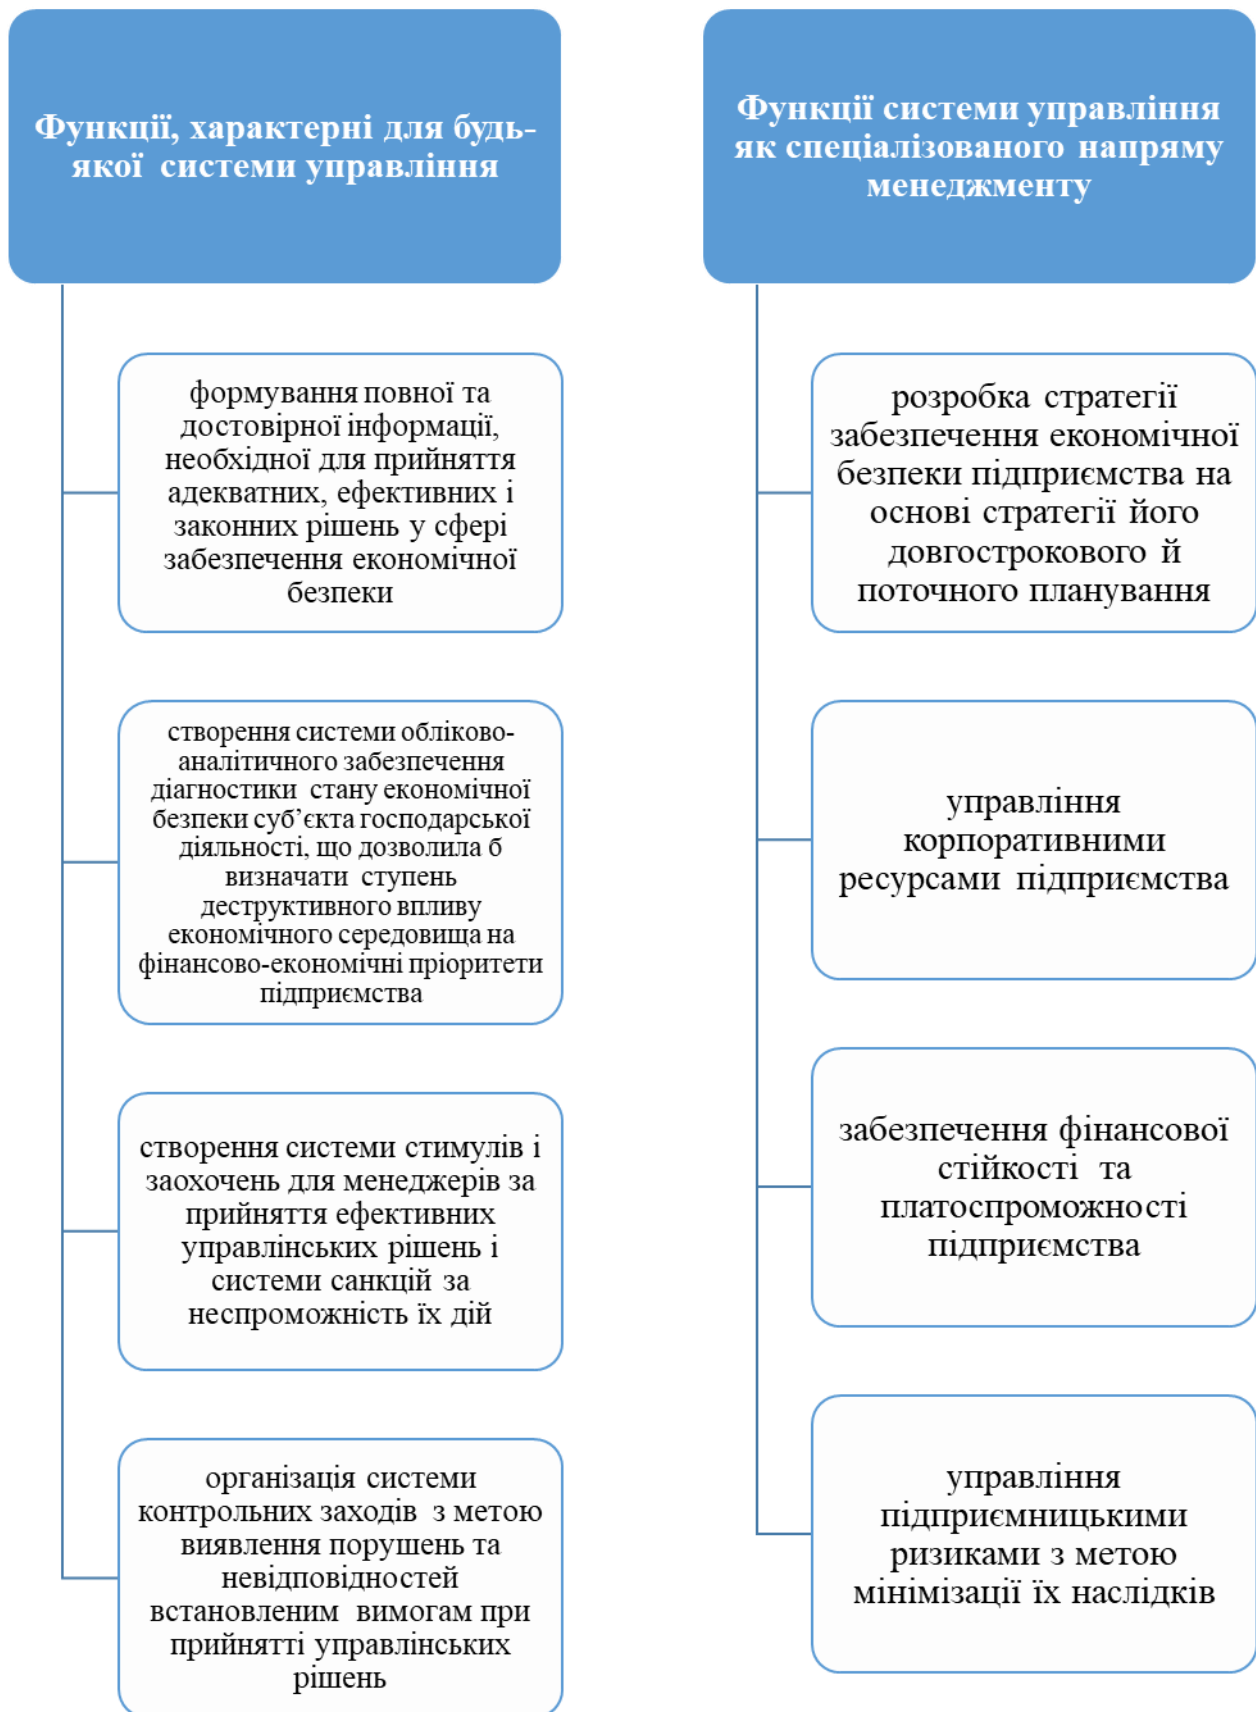 Функції, характерні для будь-
якої системи управління
формування повної та
достовірної інформації,
необхідної для прийняття
адекватних, ефективних і
законних рішень у сфері
забезпечення економічної
безпеки
створення системи обліково-
аналітичного забезпечення
діагностики стану економічної
безпеки суб’єкта господарської
діяльності, що дозволила б
визначати ступень
деструктивного впливу
економічного середовища на
фінансово-економічні пріоритети
підприємства
створення системи стимулів і
заохочень для менеджерів за
прийняття ефективних
управлінських рішень і
системи санкцій за
неспроможність їх дій
організація системи
контрольних заходів з метою
виявлення порушень та
невідповідностей
встановленим вимогам при
прийнятті управлінських
рішень
Функції системи управління
як спеціалізованого напряму
менеджменту
розробка стратегії
забезпечення економічної
безпеки підприємства на
основі стратегії його
довгострокового й
поточного планування
управління
корпоративними
ресурсами підприємства
забезпечення фінансової
стійкості та
платоспроможності
підприємства
управління
підприємницькими
ризиками з метою
мінімізації їх наслідків